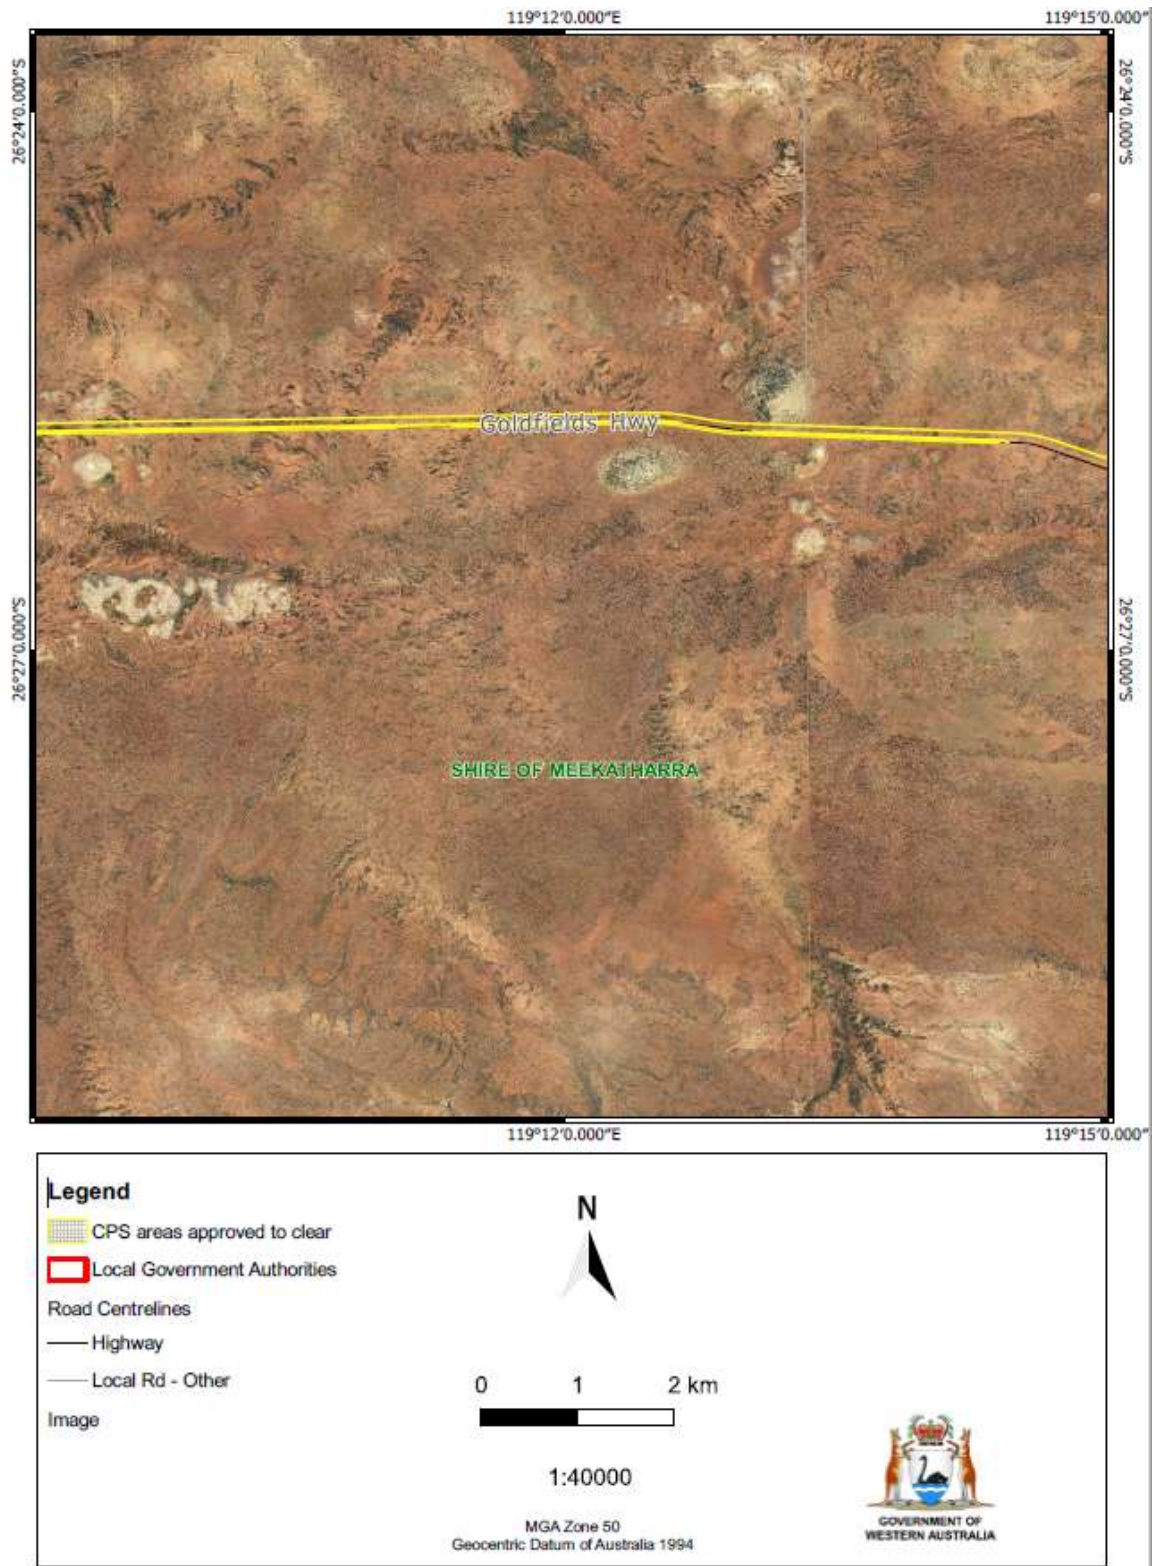 119°12'0.000"E
119°15'0.000"
26°24'0.000"S
26°24'0.000"S
Goldfields Hwy
26°27'0.000"S
26°27'0.000"S
SHIRE OF MEEKATHARRA
119°12'0.000"E
119°15'0.000"
Legend
CPS areas approved to clear
Local Government Authorities
Road Centrelines
Highway
Local Rd - Other
Image
N
0 1 2 km
1:40000
MGA Zone 50
Geocentric Datum of Australia 1994
GOVERNMENT OF
WESTERN AUSTRALIA